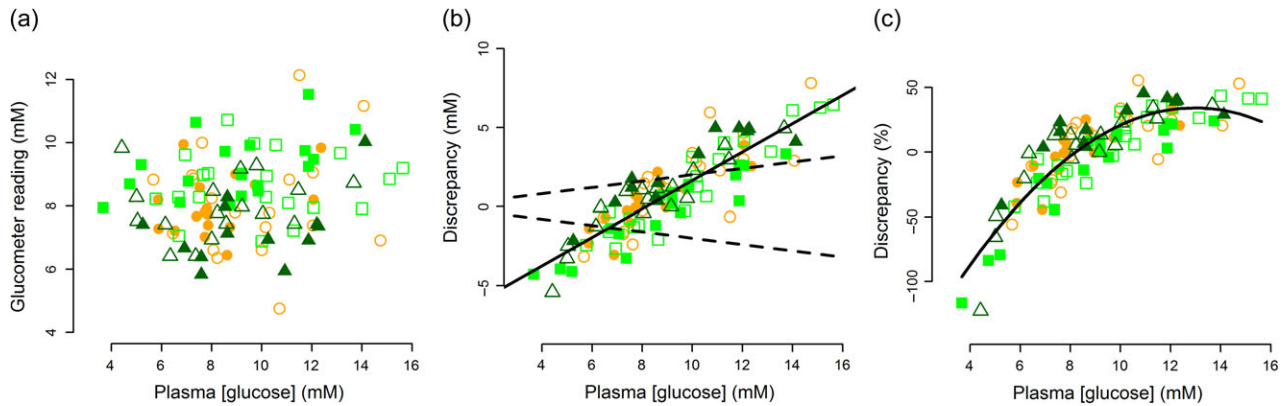 (a)
Glucometer reading (mM)
12
10
8
6
4
4 6 8 10 12 14 16
Plasma [glucose] (mM)
(b)
Discrepancy (mM)
10
5
0
−5
4 6 8 10 12 14 16
Plasma [glucose] (mM)
(c)
Discrepancy (%)
100
50
0
−50
−100
4 6 8 10 12 14 16
Plasma [glucose] (mM)